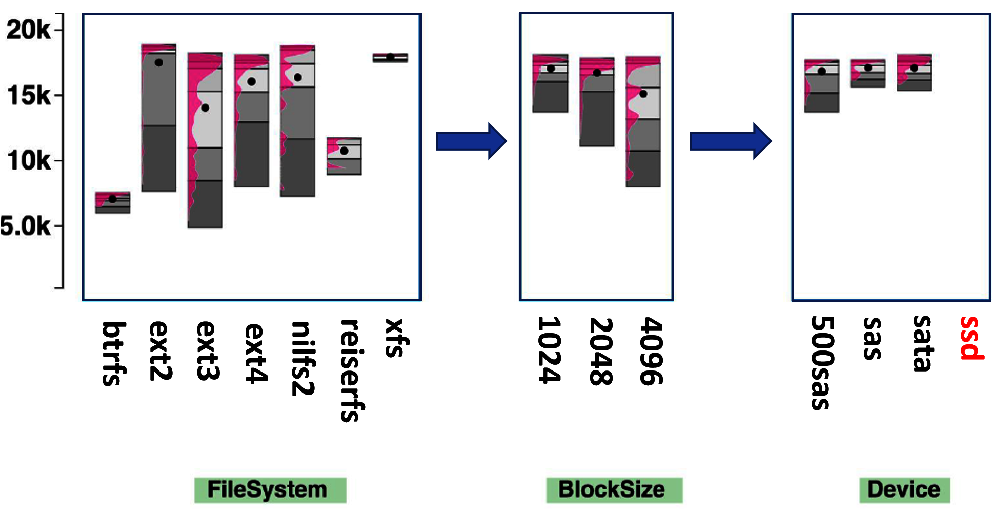 20k
15k
10k
5.0k
btrfs
ext2
ext3
ext4
nilfs2
reiserfs
xfs
1024
2048
4096
500sas
sas
sata
ssd
FileSystem
BlockSize
Device